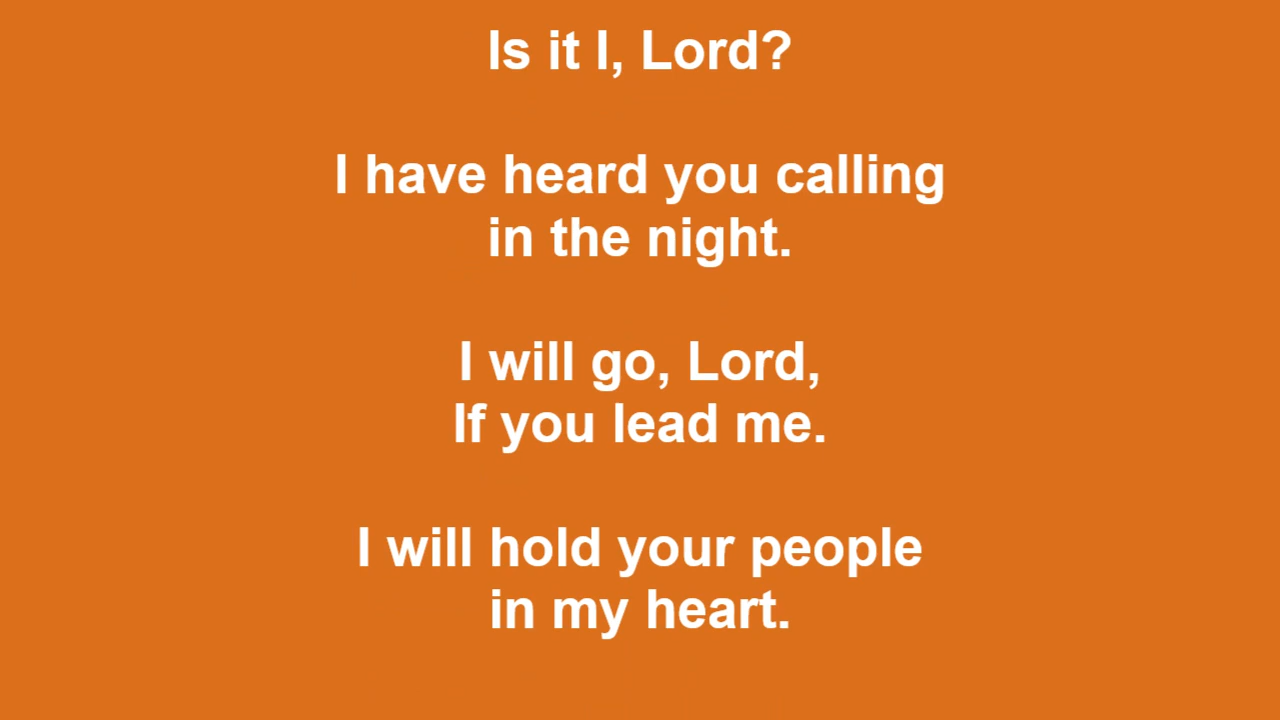 Is it I, Lord?
I have heard you calling
in the night.
I will go, Lord,
If you lead me.
I will hold your people
in my heart.